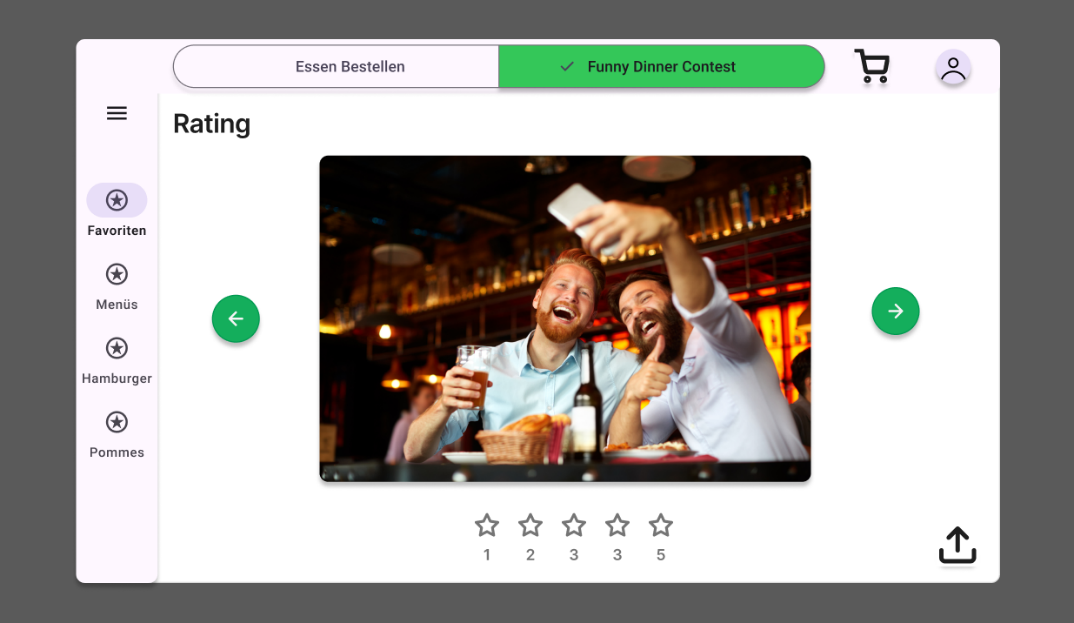 Essen Bestellen
Funny Dinner Contest
Rating
Favoriten
Menüs
Hamburger
Pommes
1 2 3 3 5